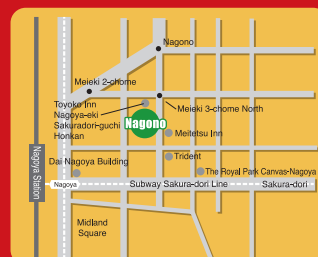 Nagono
Meieki 2-chome
Toyoko Inn
Nagoya-eki
Sakuradori-guchi
Honkan
Meieki 3-chome North
Nagono
Meitetsu Inn
Trident
Dai Nagoya Building
The Royal Park Canvas-Nagoya
Nagoya Station
Nagoya
Subway Sakura-dori Line
Sakura-dori
Midland
Square